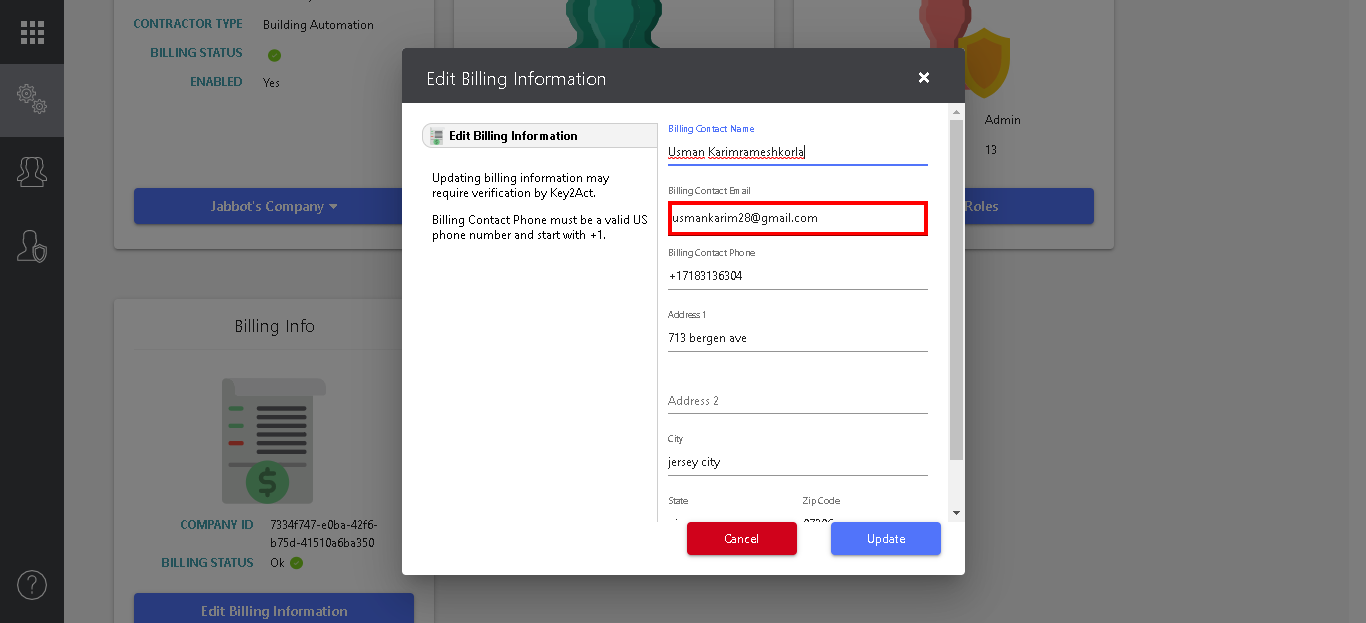 CONTRACTOR TYPE Building Automation
BILLING STATUS
ENABLED Yes
Jabbot's Company
Admin
13
Roles
Billing Info
$
COMPANY ID 7334f747-e0ba-42f6-
b75d-41510a6ba350
BILLING STATUS Ok
Edit Billing Information
?
Edit Billing Information
Edit Billing Information
Updating billing information may
require verification by Key2Act.
Billing Contact Phone must be a valid US
phone number and start with +1.
Billing Contact Name
Usman Karimrameshkorla
Billing Contact Email
usmankarim28@gmail.com
Billing Contact Phone
+17183136304
Address 1
713 bergen ave
Address 2
City
jersey city
State Zip Code
Cancel Update